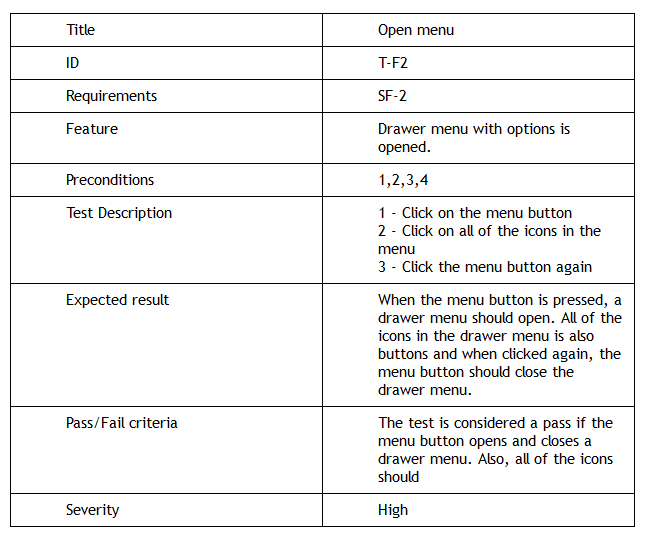 Title
Open menu
ID
T-F2
Requirements
SF-2
Feature
Drawer menu with options is
opened.
Preconditions
1,2,3,4
Test Description
1 - Click on the menu button
2 - Click on all of the icons in the
menu
3 - Click the menu button again
Expected result
When the menu button is pressed, a
drawer menu should open. All of the
icons in the drawer menu is also
buttons and when clicked again, the
menu button should close the
drawer menu.
Pass/Fail criteria
The test is considered a pass if the
menu button opens and closes a
drawer menu. Also, all of the icons
should
Severity
High